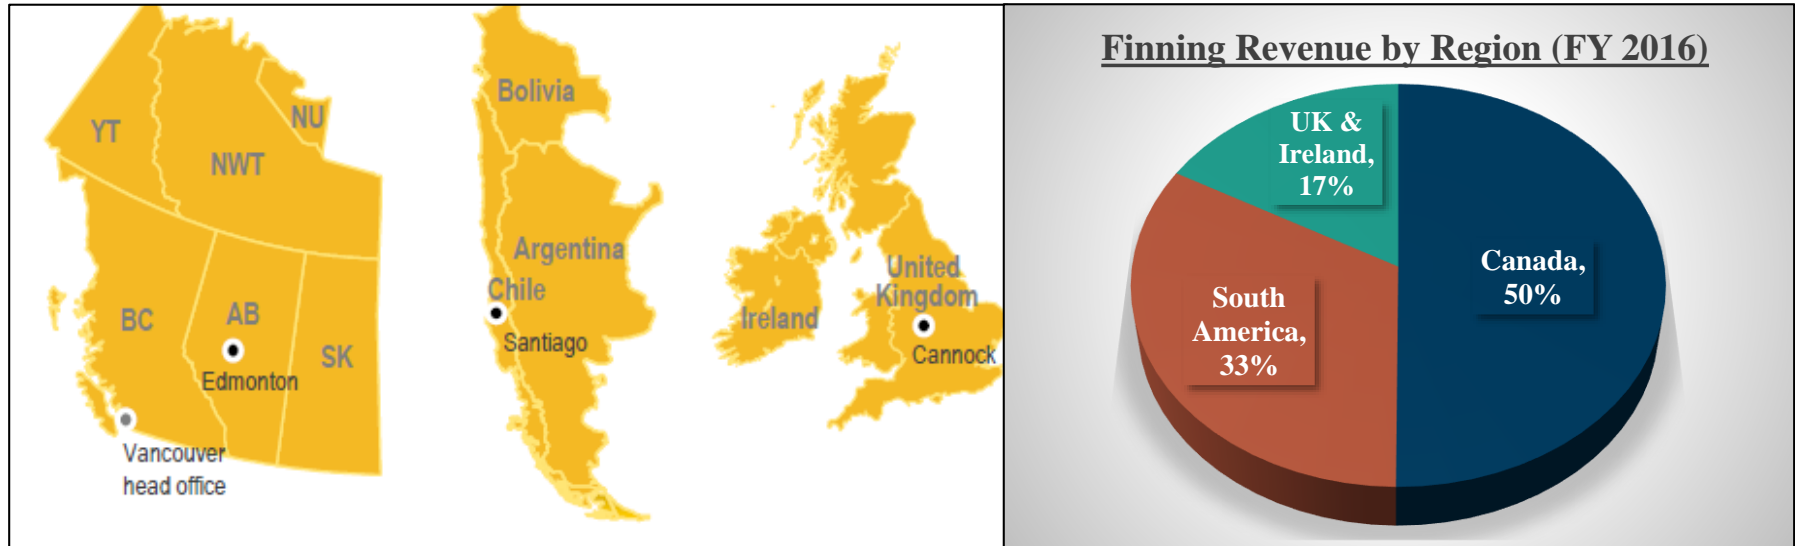 YT
NU
NWT
BC
AB
SK
Edmonton
Vancouver
head office
Bolivia
Argentina
Chile
Santiago
Ireland
United
Kingdom
Cannock
Finning Revenue by Region (FY 2016)
UK &
Ireland,
17%
Canada,
50%
South
America,
33%